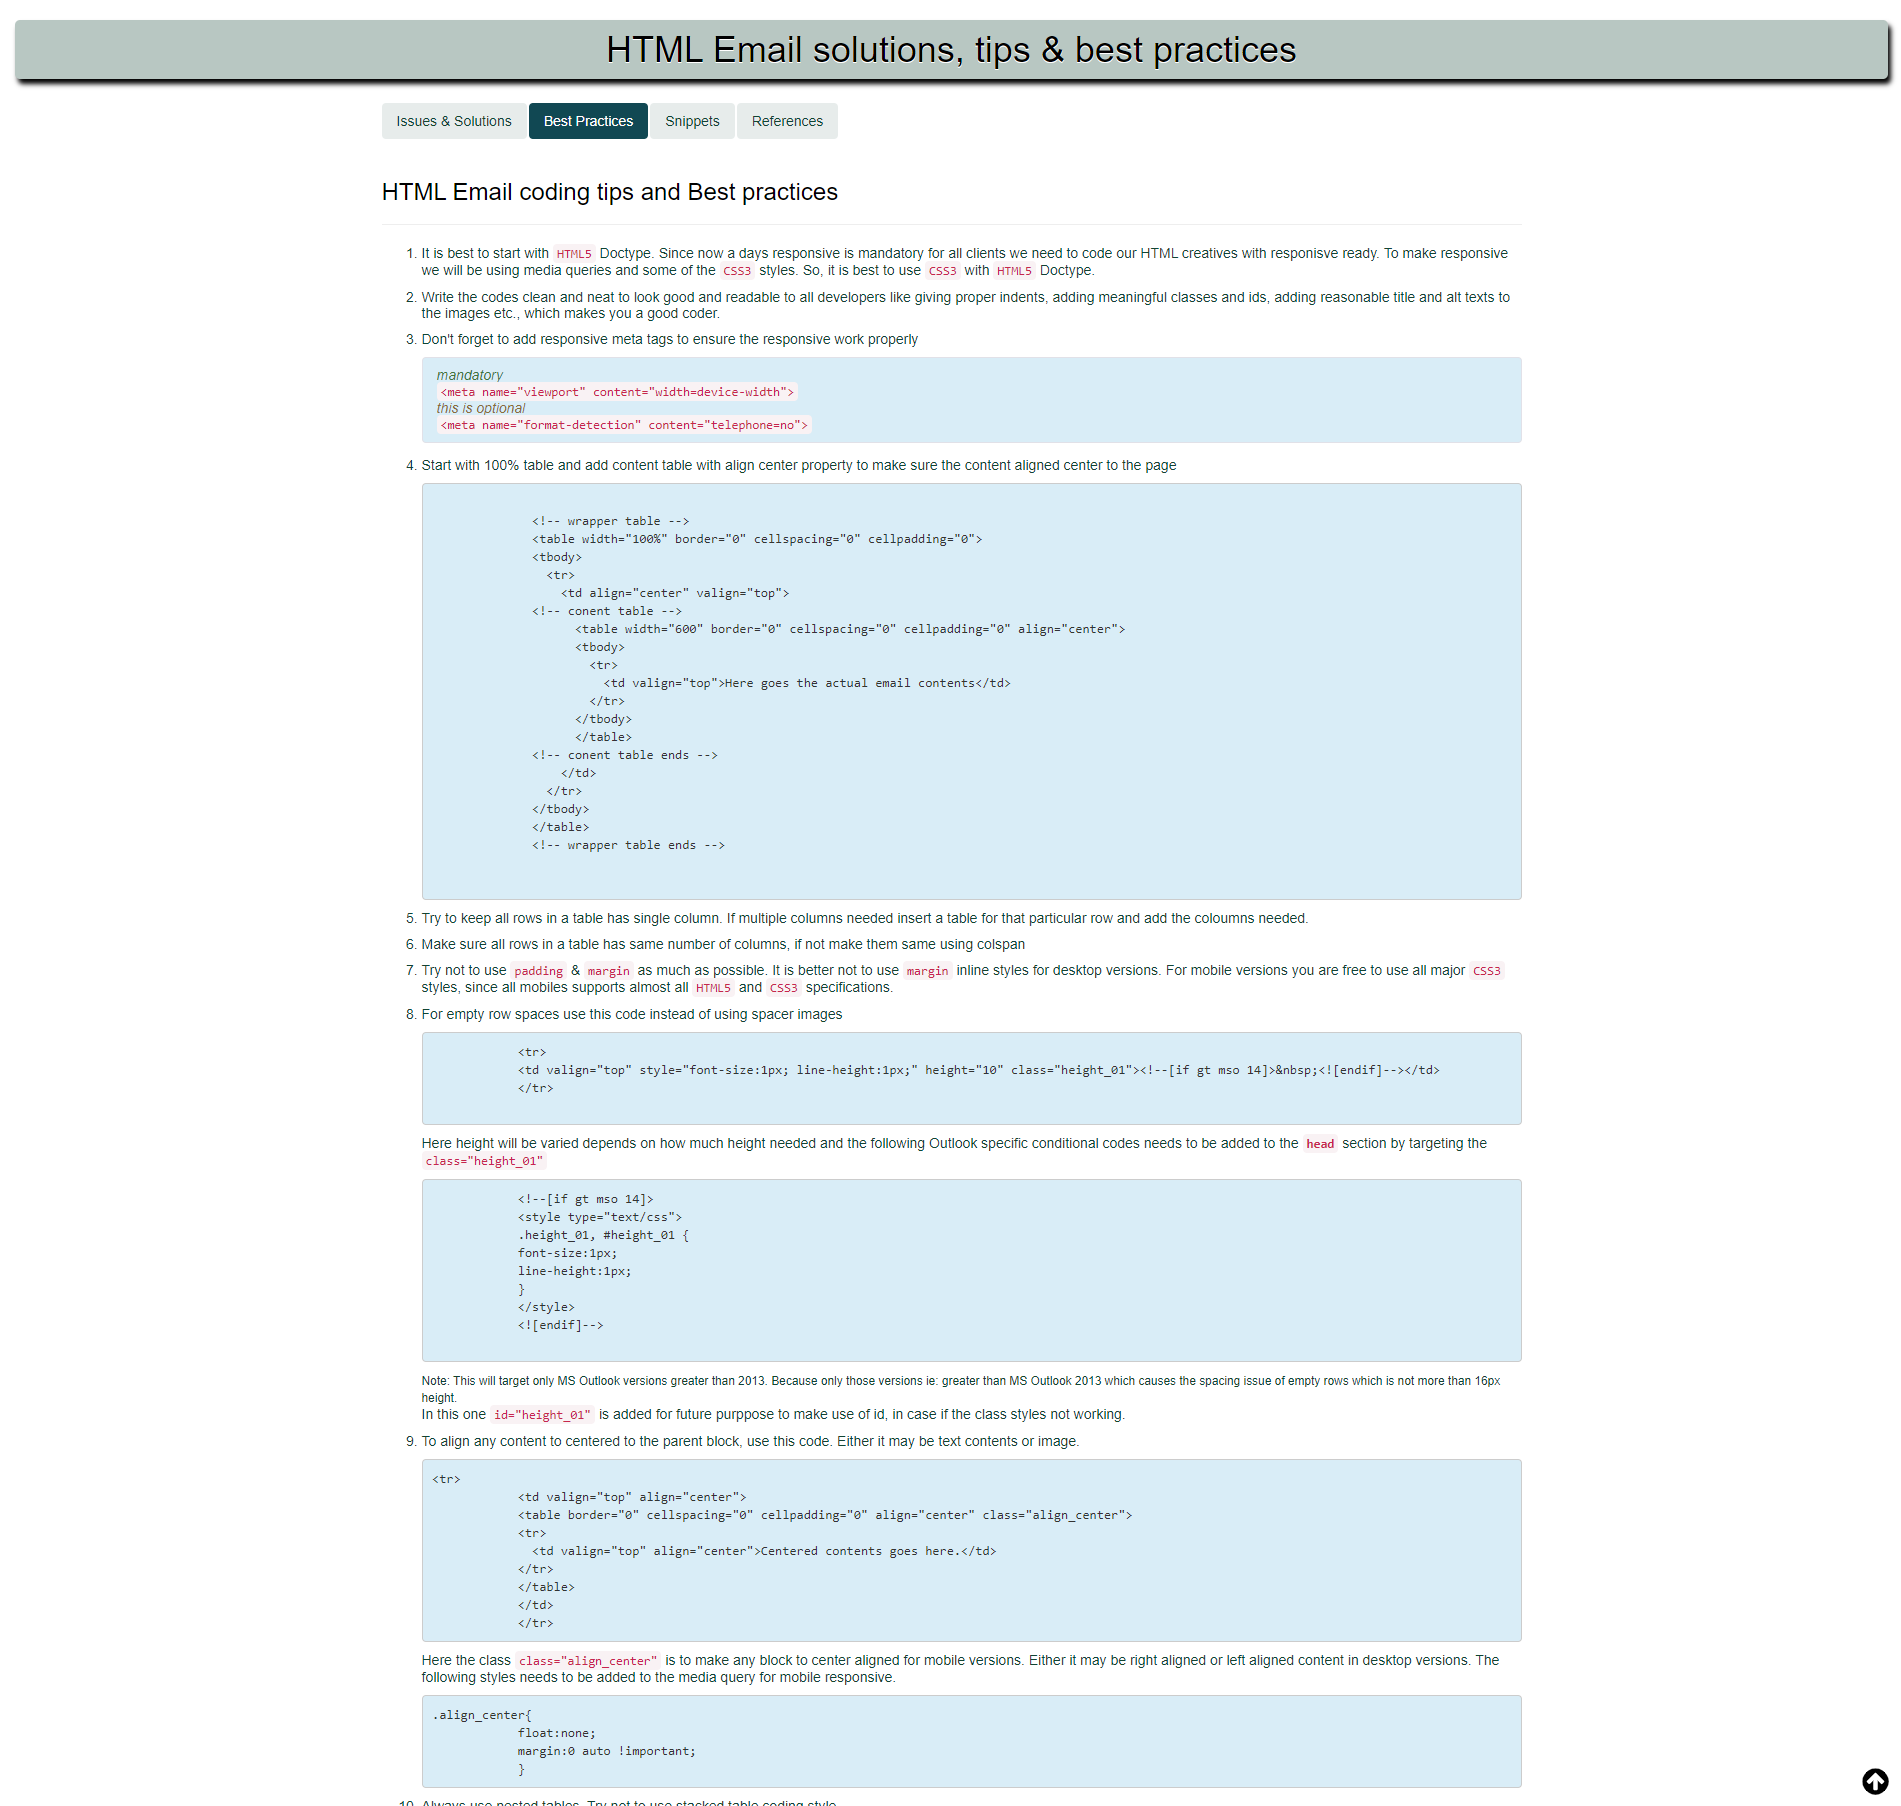 HTML Email solutions, tips & best practices
Issues & Solutions
Best Practices
Snippets
References
HTML Email coding tips and Best practices
1. It is best to start with HTML5 Doctype. Since now a days responsive is mandatory for all clients we need to code our HTML creatives with responisve ready. To make responsive
we will be using media queries and some of the CSS3 styles. So, it is best to use CSS3 with HTML5 Doctype.
2. Write the codes clean and neat to look good and readable to all developers like giving proper indents, adding meaningful classes and ids, adding reasonable title and alt texts to
the images etc., which makes you a good coder.
3. Don't forget to add responsive meta tags to ensure the responsive work properly
mandatory
<meta name="viewport" content="width=device-width">
this is optional
<meta name="format-detection" content="telephone=no">
4. Start with 100% table and add content table with align center property to make sure the content aligned center to the page
<!-- wrapper table -->
<table width="100%" border="0" cellspacing="0" cellpadding="0">
<tbody>
<tr>
<td align="center" valign="top">
<!-- conent table -->
<table width="600" border="0" cellspacing="0" cellpadding="0" align="center">
<tbody>
<tr>
<td valign="top">Here goes the actual email contents</td>
</tr>
</tbody>
</table>
<!-- conent table ends -->
</td>
</tr>
</tbody>
</table>
<!-- wrapper table ends -->
5. Try to keep all rows in a table has single column. If multiple columns needed insert a table for that particular row and add the coloumns needed.
6. Make sure all rows in a table has same number of columns, if not make them same using colspan
7. Try not to use padding & margin as much as possible. It is better not to use margin inline styles for desktop versions. For mobile versions you are free to use all major CSS3
styles, since all mobiles supports almost all HTML5 and CSS3 specifications.
8. For empty row spaces use this code instead of using spacer images
<tr>
<td valign="top" style="font-size:1px; line-height:1px;" height="10" class="height_01"><!--[if gt mso 14]>&nbsp;<![endif]--></td>
</tr>
Here height will be varied depends on how much height needed and the following Outlook specific conditional codes needs to be added to the head section by targeting the
class="height_01"
<!--[if gt mso 14]>
<style type="text/css">
.height_01, #height_01 {
font-size:1px;
line-height:1px;
}
</style>
<![endif]-->
Note: This will target only MS Outlook versions greater than 2013. Because only those versions ie: greater than MS Outlook 2013 which causes the spacing issue of empty rows which is not more than 16px
height.
In this one id="height_01" is added for future purppose to make use of id, in case if the class styles not working.
9. To align any content to centered to the parent block, use this code. Either it may be text contents or image.
<tr>
<td valign="top" align="center">
<table border="0" cellspacing="0" cellpadding="0" align="center" class="align_center">
<tr>
<td valign="top" align="center">Centered contents goes here.</td>
</tr>
</table>
</td>
</tr>
Here the class class="align_center" is to make any block to center aligned for mobile versions. Either it may be right aligned or left aligned content in desktop versions. The
following styles needs to be added to the media query for mobile responsive.
.align_center{
float:none;
margin:0 auto !important;
}
10. Always use nested tables. Try not to use stacked table coding style